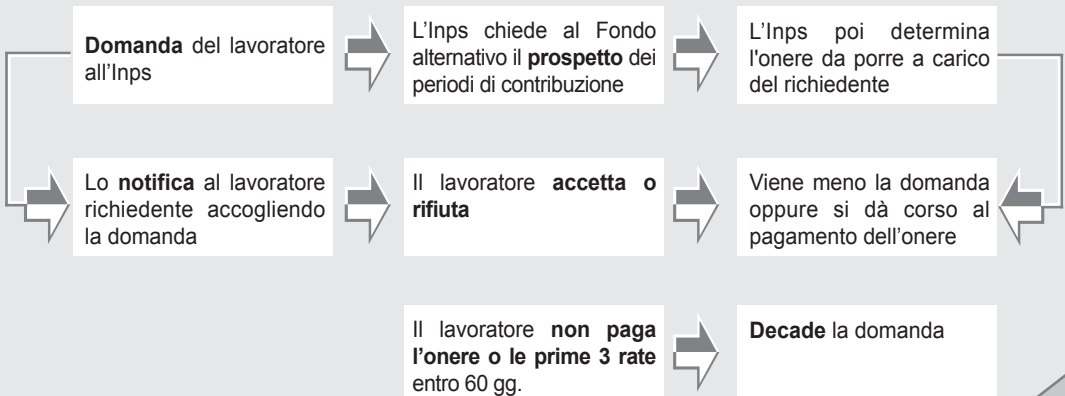 Domanda del lavoratore
all’Inps
L’Inps chiede al Fondo
alternativo il prospetto dei
periodi di contribuzione
L’Inps poi determina
l'onere da porre a carico
del richiedente
Lo notifica al lavoratore
richiedente accogliendo
la domanda
Il lavoratore accetta o
rifiuta
Viene meno la domanda
oppure si dà corso al
pagamento dell’onere
Il lavoratore non paga
l’onere o le prime 3 rate
entro 60 gg.
Decade la domanda